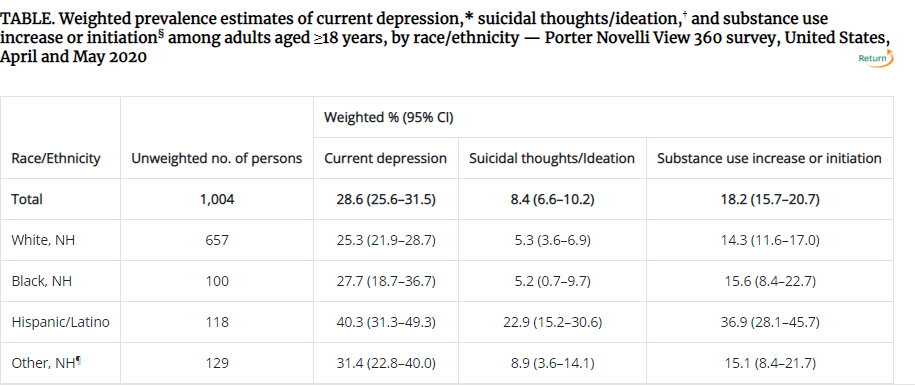 TABLE. Weighted prevalence estimates of current depression,* suicidal thoughts/ideation,† and substance use
increase or initiation§ among adults aged ≥18 years, by race/ethnicity — Porter Novelli View 360 survey, United States,
April and May 2020
Return
Weighted % (95% CI)
Race/Ethnicity Unweighted no. of persons Current depression Suicidal thoughts/Ideation Substance use increase or initiation
Total 1,004 28.6 (25.6–31.5) 8.4 (6.6–10.2) 18.2 (15.7–20.7)
White, NH 657 25.3 (21.9–28.7) 5.3 (3.6–6.9) 14.3 (11.6–17.0)
Black, NH 100 27.7 (18.7–36.7) 5.2 (0.7–9.7) 15.6 (8.4–22.7)
Hispanic/Latino 118 40.3 (31.3–49.3) 22.9 (15.2–30.6) 36.9 (28.1–45.7)
Other, NH¶ 129 31.4 (22.8–40.0) 8.9 (3.6–14.1) 15.1 (8.4–21.7)